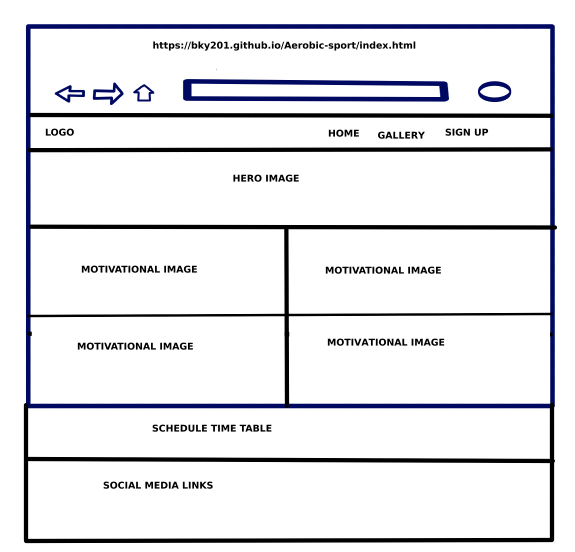 https://bky201.github.io/Aerobic-sport/index.html
LOGO HOME GALLERY SIGN UP
HERO IMAGE
MOTIVATIONAL IMAGE MOTIVATIONAL IMAGE
MOTIVATIONAL IMAGE MOTIVATIONAL IMAGE
SCHEDULE TIME TABLE
SOCIAL MEDIA LINKS